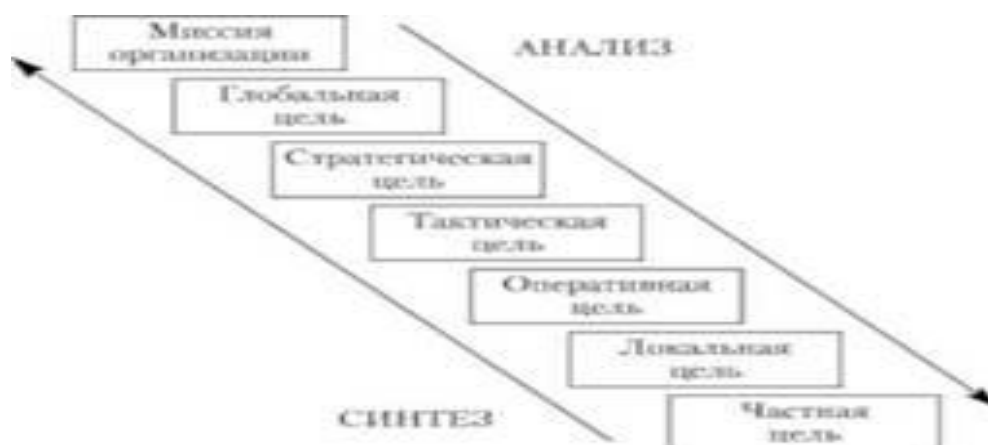 Миссия
организации
АНАЛИЗ
Глобальная
цель
Стратегическая
цель
Тактическая
цель
Оперативная
цель
Локальная
цель
СИНТЕЗ
Частная
цель